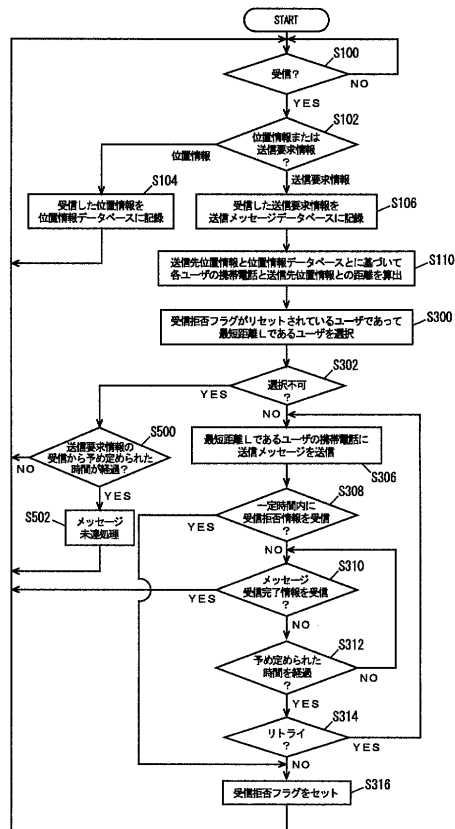 START
S100
受信?
NO
YES
S102
位置情報または
送信要求情報
?
位置情報
送信要求情報
S104
受信した位置情報を
位置情報データベースに記録
S106
受信した送信要求情報を
送信メッセージデータベースに記録
S110
送信先位置情報と位置情報データベースとに基づいて
各ユーザの携帯電話と送信先位置情報との距離を算出
S300
受信拒否フラグがリセットされているユーザであって
最短距離Lであるユーザを選択
S302
選択不可
?
YES
NO
S500
送信要求情報の
受信から予め定められた
時間が経過?
NO
YES
S502
メッセージ
未達処理
最短距離Lであるユーザの携帯電話に
送信メッセージを送信
S306
S308
一定時間内に
受信拒否情報を受信
?
YES
NO
S310
メッセージ
受信完了情報を受信
?
YES
NO
S312
予め定められた
時間を経過
?
NO
YES
S314
リトライ
?
YES
NO
S316
受信拒否フラグをセット